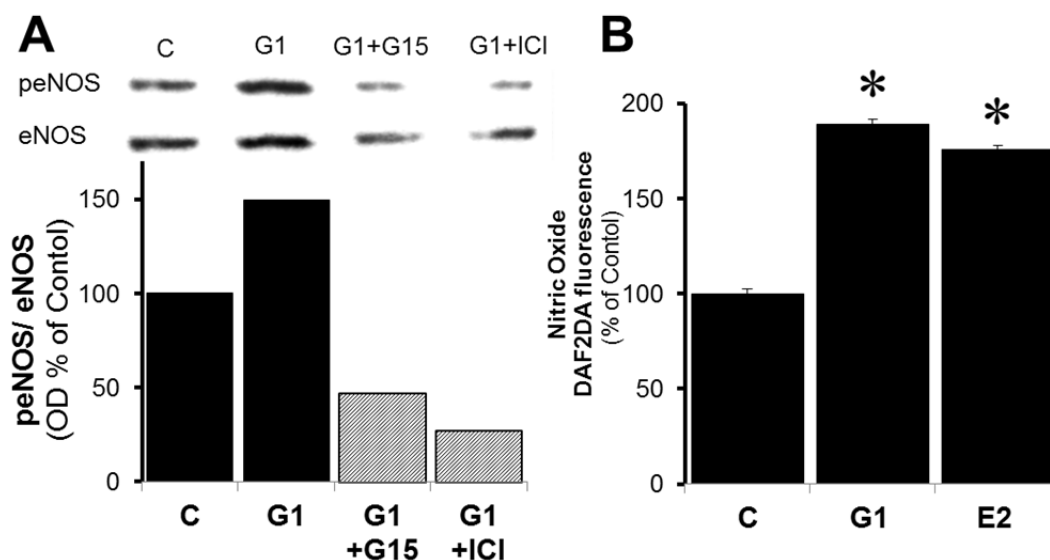 A
C G1 G1+G15 G1+ICI
peNOS
eNOS
peNOS/ eNOS
(OD % of Contol)
150
100
50
0
C G1 G1 G1
+G15 +ICI
B
Nitric Oxide
DAF2DA fluorescence
(% of Contol)
200
150
100
50
0
* *
C G1 E2